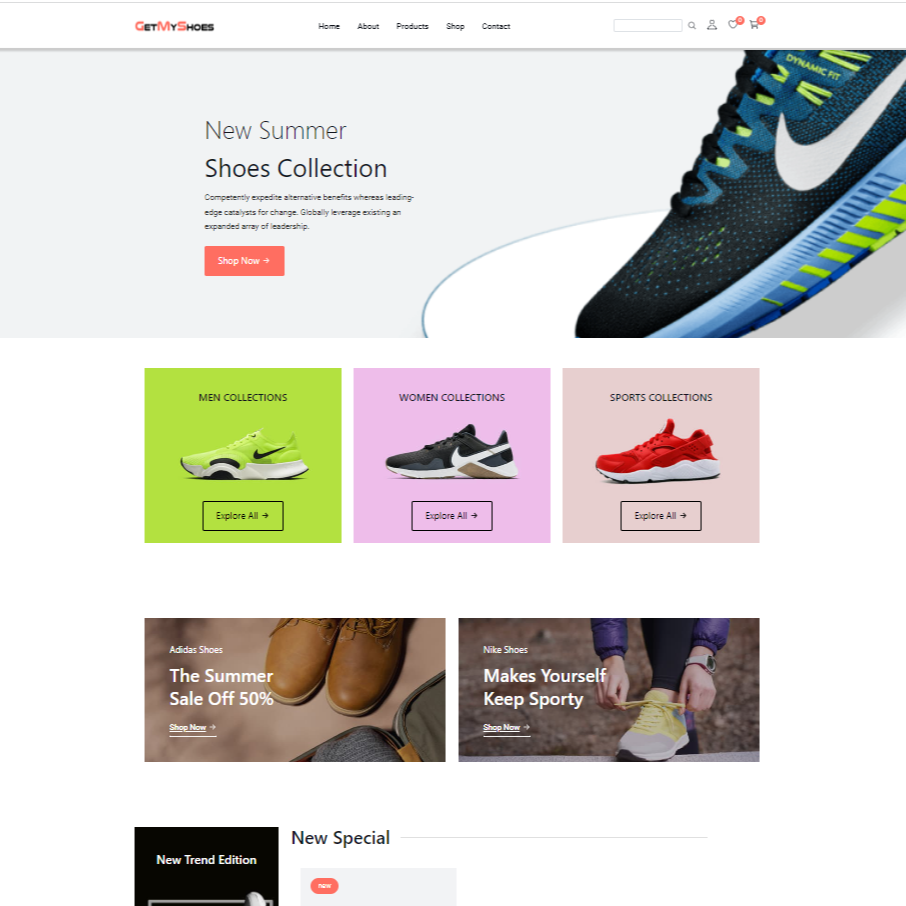 GetMyShoes
Home About Products Shop Contact
0 0
DYNAMIC FIT
New Summer
Shoes Collection
Competently expedite alternative benefits whereas leading-
edge catalysts for change. Globally leverage existing an
expanded array of leadership.
Shop Now →
MEN COLLECTIONS
Explore All →
WOMEN COLLECTIONS
Explore All →
SPORTS COLLECTIONS
Explore All →
Adidas Shoes
The Summer
Sale Off 50%
Shop Now →
Nike Shoes
Makes Yourself
Keep Sporty
Shop Now →
New Trend Edition
New Special
new